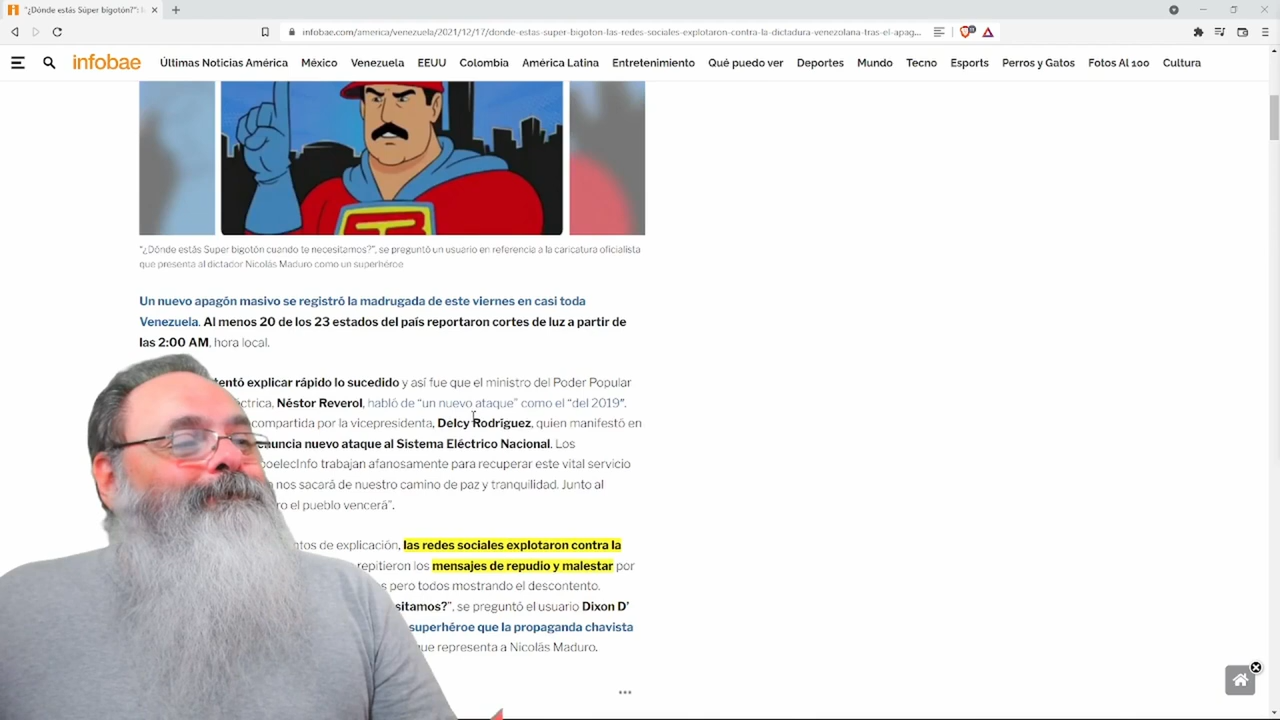 "¿Dónde estás Súper bigotón?": l
infobae.com/america/venezuela/2021/12/17/donde-estas-super-bigoton-las-redes-sociales-explotaron-contra-la-dictadura-venezolana-tras-el-apag...
infobae Últimas Noticias América México Venezuela EEUU Colombia América Latina Entretenimiento Qué puedo ver Deportes Mundo Tecno Esports Perros y Gatos Fotos Al 100 Cultura
"¿Dónde estás Super bigotón cuando te necesitamos?", se preguntó un usuario en referencia a la caricatura oficialista
que presenta al dictador Nicolás Maduro como un superhéroe
Un nuevo apagón masivo se registró la madrugada de este viernes en casi toda
Venezuela. Al menos 20 de los 23 estados del país reportaron cortes de luz a partir de
las 2:00 AM, hora local.
tentó explicar rápido lo sucedido y así fue que el ministro del Poder Popular
ctrica, Néstor Reverol, habló de "un nuevo ataque" como el "del 2019".
compartida por la vicepresidenta, Delcy Rodríguez, quien manifestó en
enuncia nuevo ataque al Sistema Eléctrico Nacional. Los
poelecInfo trabajan afanosamente para recuperar este vital servicio
nos sacará de nuestro camino de paz y tranquilidad. Junto al
ro el pueblo vencerá".
ntos de explicación, las redes sociales explotaron contra la
repitieron los mensajes de repudio y malestar por
s pero todos mostrando el descontento.
sitamos?", se preguntó el usuario Dixon D'
superhéroe que la propaganda chavista
que representa a Nicolás Maduro.